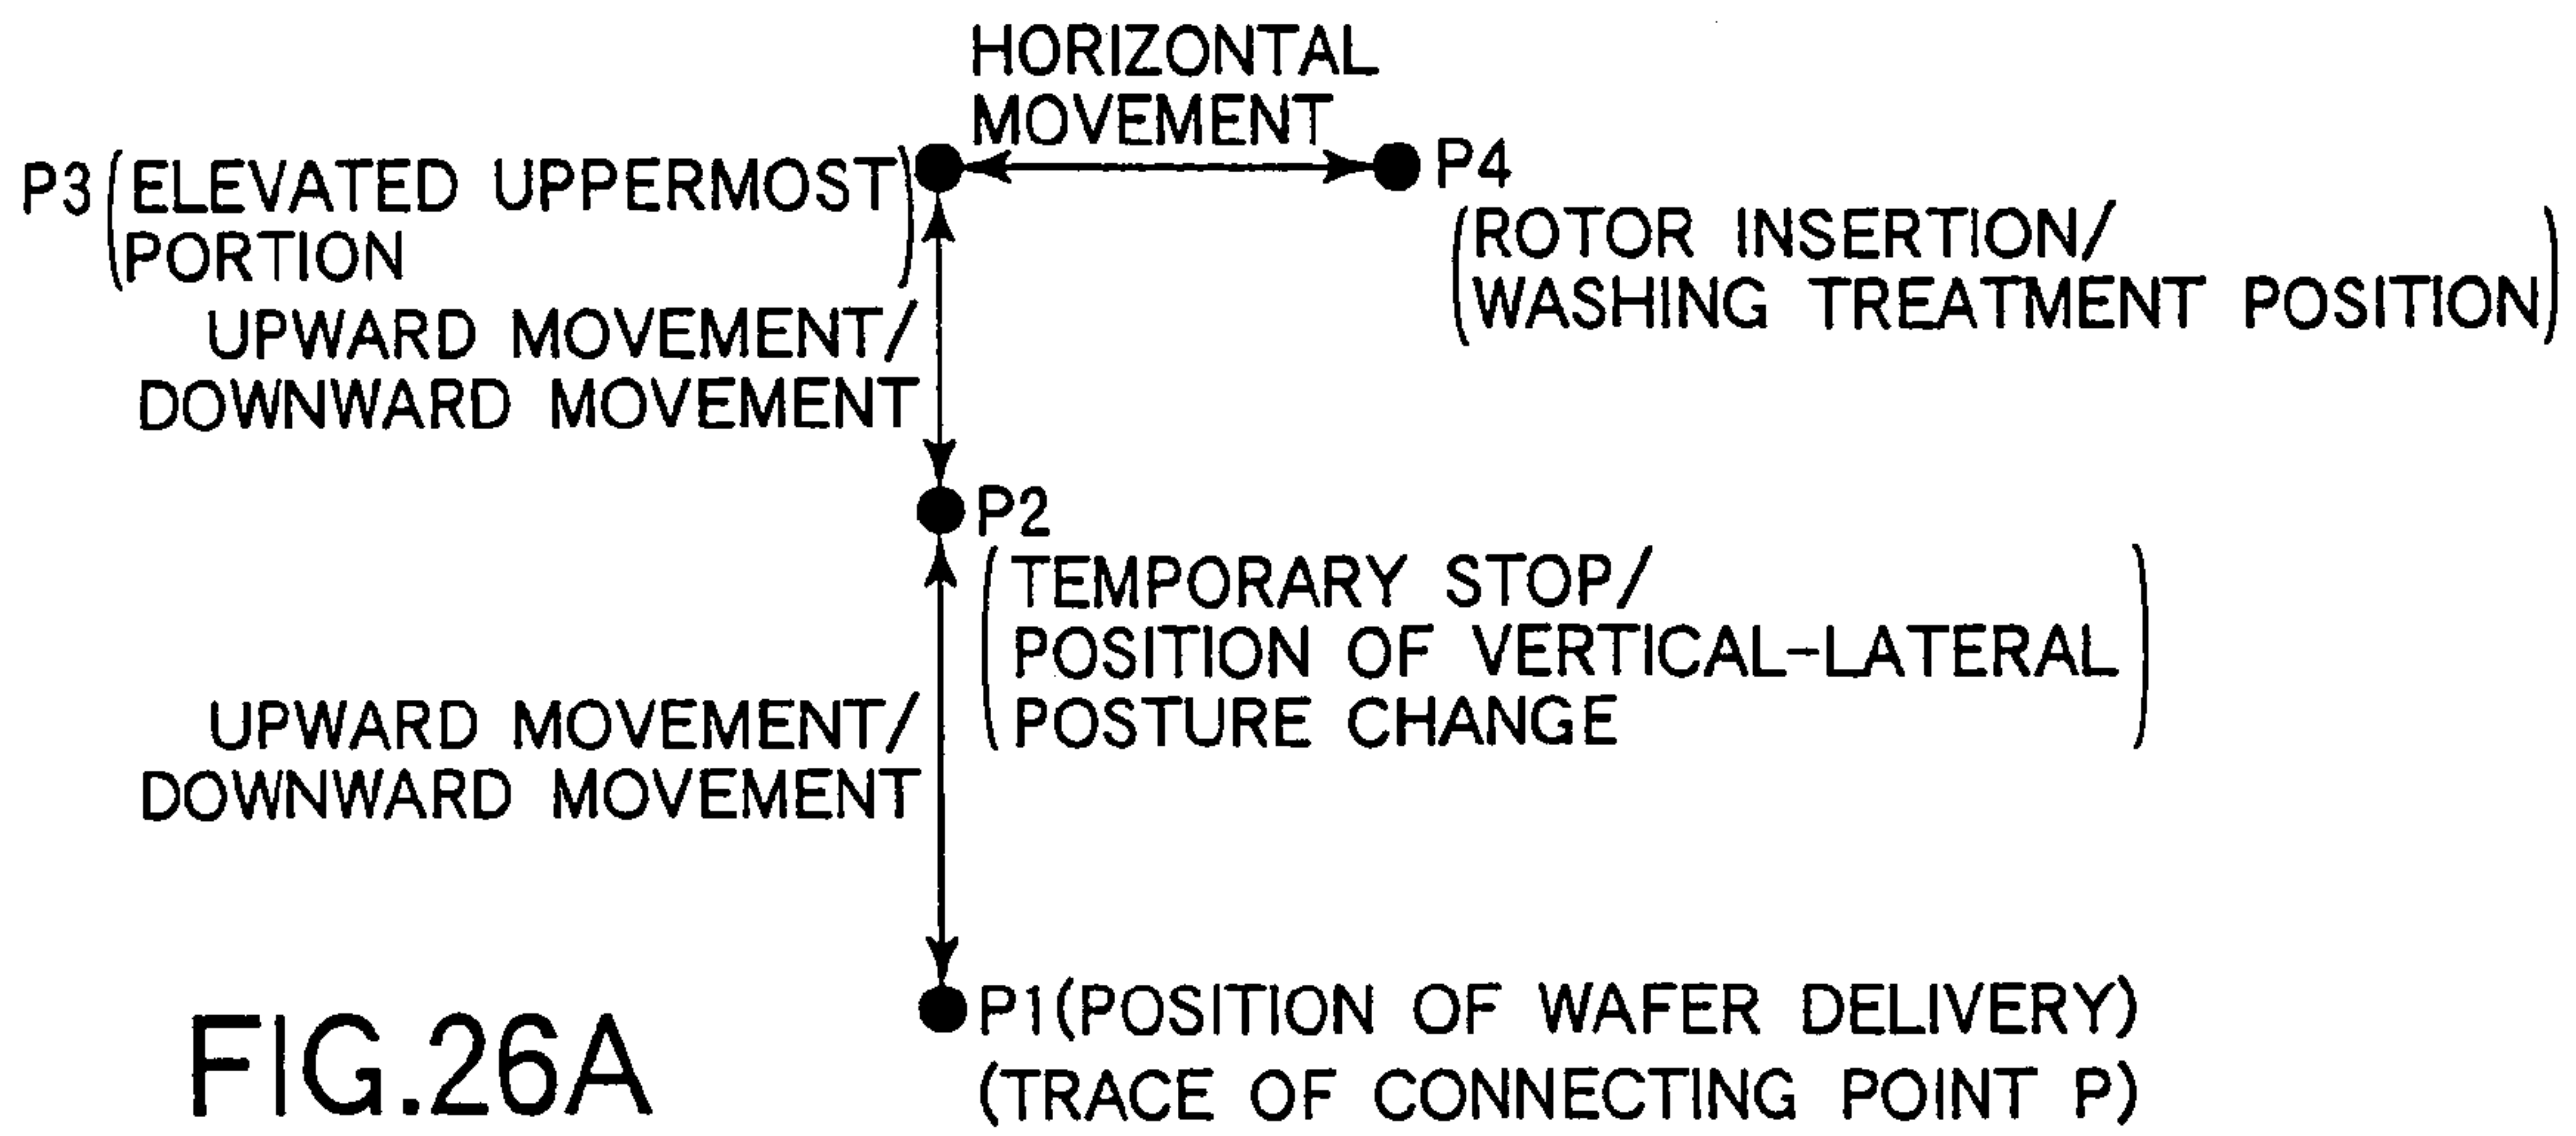 HORIZONTAL
MOVEMENT
P3 (ELEVATED UPPERMOST
PORTION)
P4
(ROTOR INSERTION/
WASHING TREATMENT POSITION)
UPWARD MOVEMENT/
DOWNWARD MOVEMENT
P2
(TEMPORARY STOP/
POSITION OF VERTICAL-LATERAL
POSTURE CHANGE)
UPWARD MOVEMENT/
DOWNWARD MOVEMENT
P1(POSITION OF WAFER DELIVERY)
(TRACE OF CONNECTING POINT P)
FIG.26A